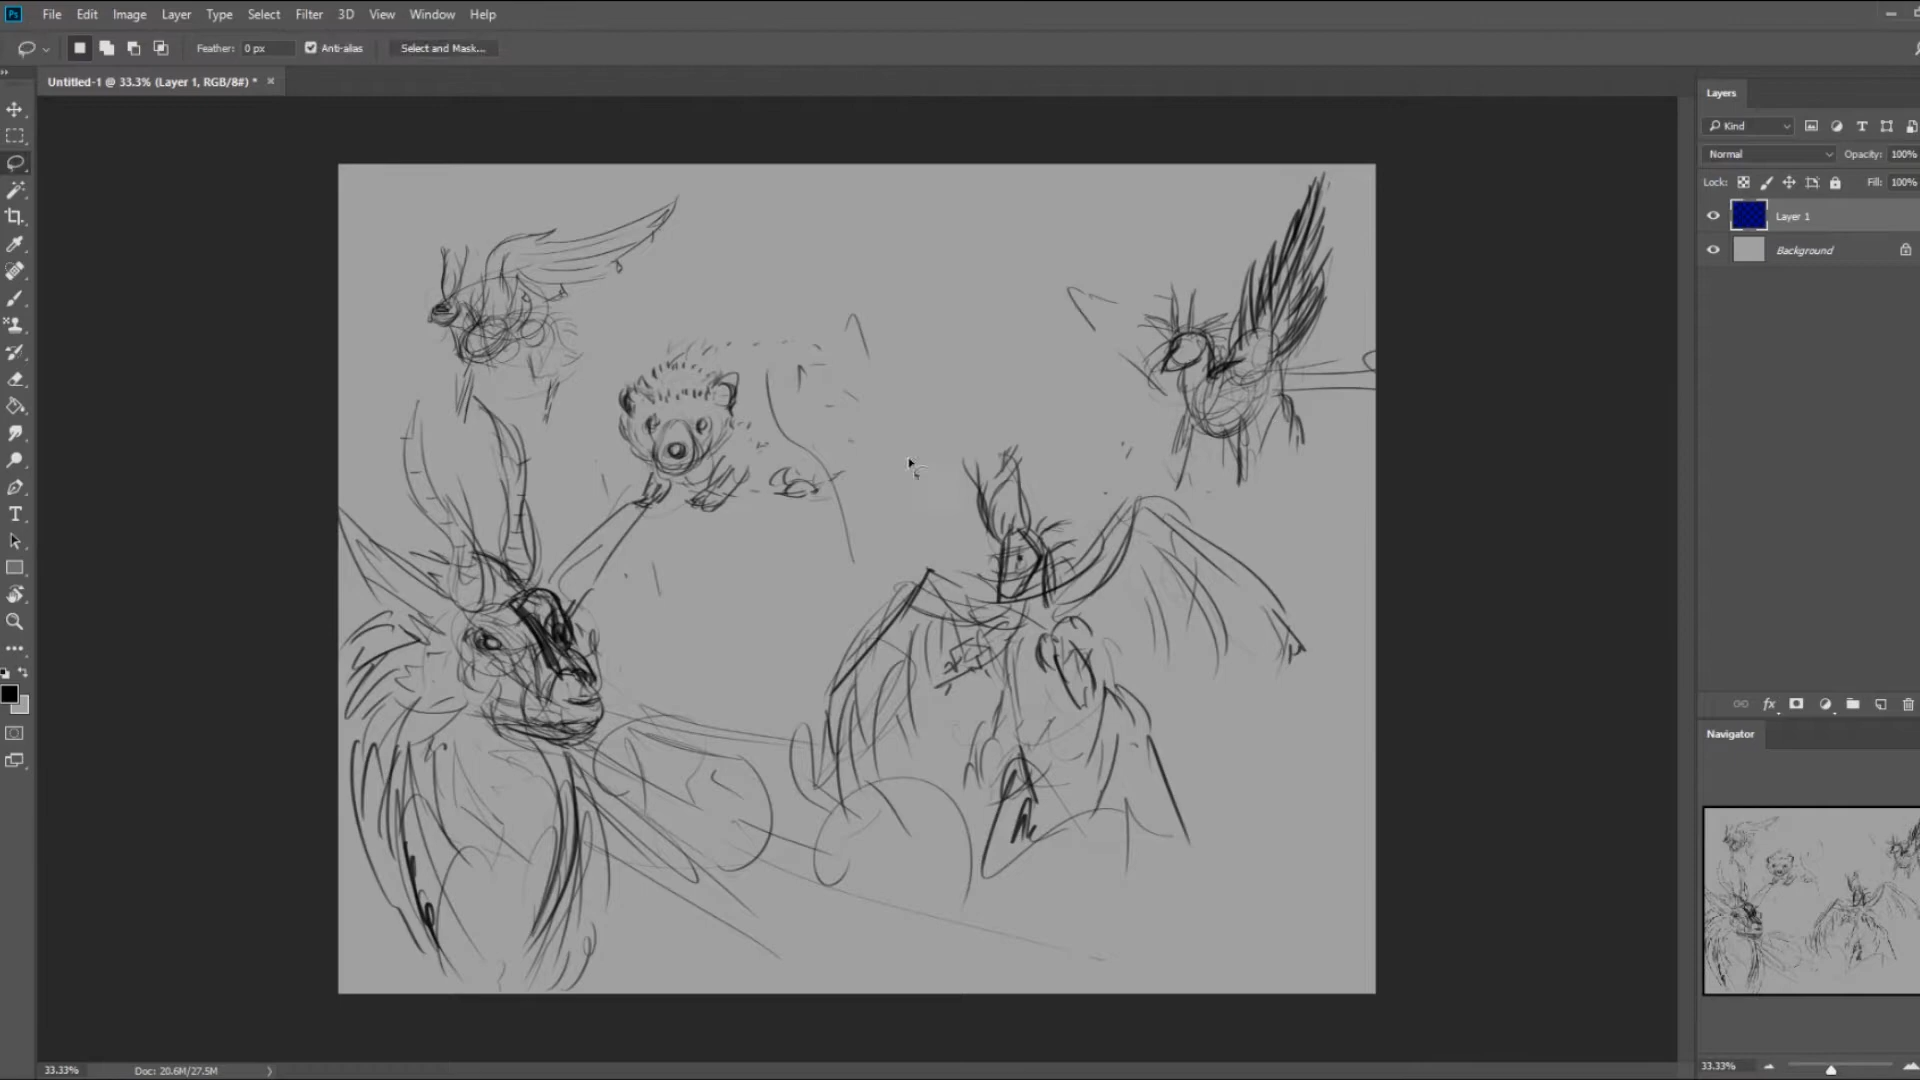 Ps File Edit Image Layer Type Select Filter 3D View Window Help
Feather: 0 px Anti-alias Select and Mask...
Untitled-1 @ 33.3% (Layer 1, RGB/8#) * ×
Layers
Kind
Normal Opacity: 100%
Lock: Fill: 100%
Layer 1
Background
Navigator
33.33%
33.33% Doc: 20.6M/27.5M